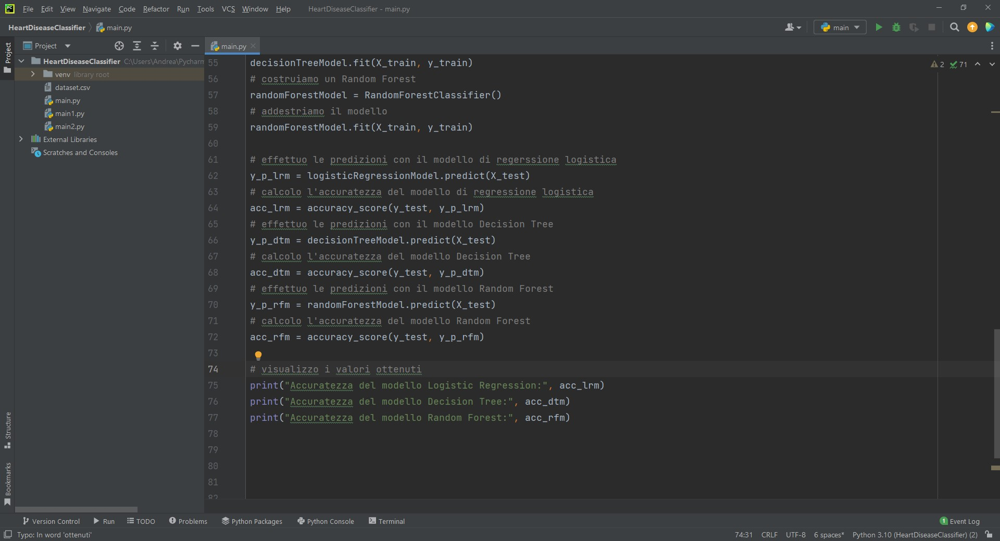 PC
File Edit View Navigate Code Refactor Run Tools VCS Window Help HeartDiseaseClassifier - main.py
HeartDiseaseClassifier main.py
main
Project
Project
main.py
HeartDiseaseClassifier C:\Users\Andrea\Pycharm
venv library root
dataset.csv
main.py
main1.py
main2.py
External Libraries
Scratches and Consoles
2 71
55 decisionTreeModel.fit(X_train, y_train)
56 # costruiamo un Random Forest
57 randomForestModel = RandomForestClassifier()
58 # addestriamo il modello
59 randomForestModel.fit(X_train, y_train)
60
61 # effettuo le predizioni con il modello di regerssione logistica
62 y_p_lrm = logisticRegressionModel.predict(X_test)
63 # calcolo l'accuratezza del modello di regressione logistica
64 acc_lrm = accuracy_score(y_test, y_p_lrm)
65 # effettuo le predizioni con il modello Decision Tree
66 y_p_dtm = decisionTreeModel.predict(X_test)
67 # calcolo l'accuratezza del modello Decision Tree
68 acc_dtm = accuracy_score(y_test, y_p_dtm)
69 # effettuo le predizioni con il modello Random Forest
70 y_p_rfm = randomForestModel.predict(X_test)
71 # calcolo l'accuratezza del modello Random Forest
72 acc_rfm = accuracy_score(y_test, y_p_rfm)
73
74 # visualizzo i valori ottenuti
75 print("Accuratezza del modello Logistic Regression:", acc_lrm)
76 print("Accuratezza del modello Decision Tree:", acc_dtm)
77 print("Accuratezza del modello Random Forest:", acc_rfm)
78
79
80
81
82
Structure
Bookmarks
Version Control Run TODO Problems Python Packages Python Console Terminal 1 Event Log
Typo: In word 'ottenuti' 74:31 CRLF UTF-8 6 spaces* Python 3.10 (HeartDiseaseClassifier) (2)